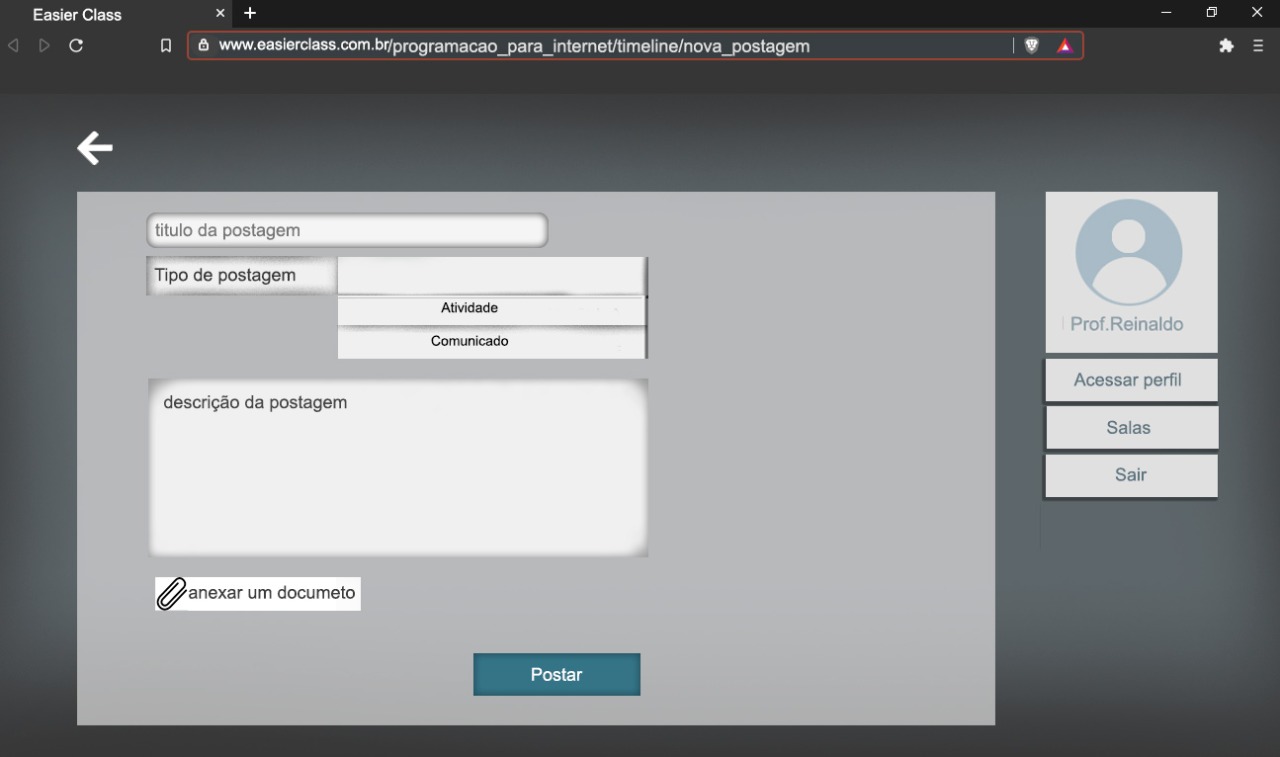 Easier Class
www.easierclass.com.br/programacao_para_internet/timeline/nova_postagem
titulo da postagem
Tipo de postagem
Atividade
Comunicado
descrição da postagem
anexar um documeto
Postar
Prof.Reinaldo
Acessar perfil
Salas
Sair